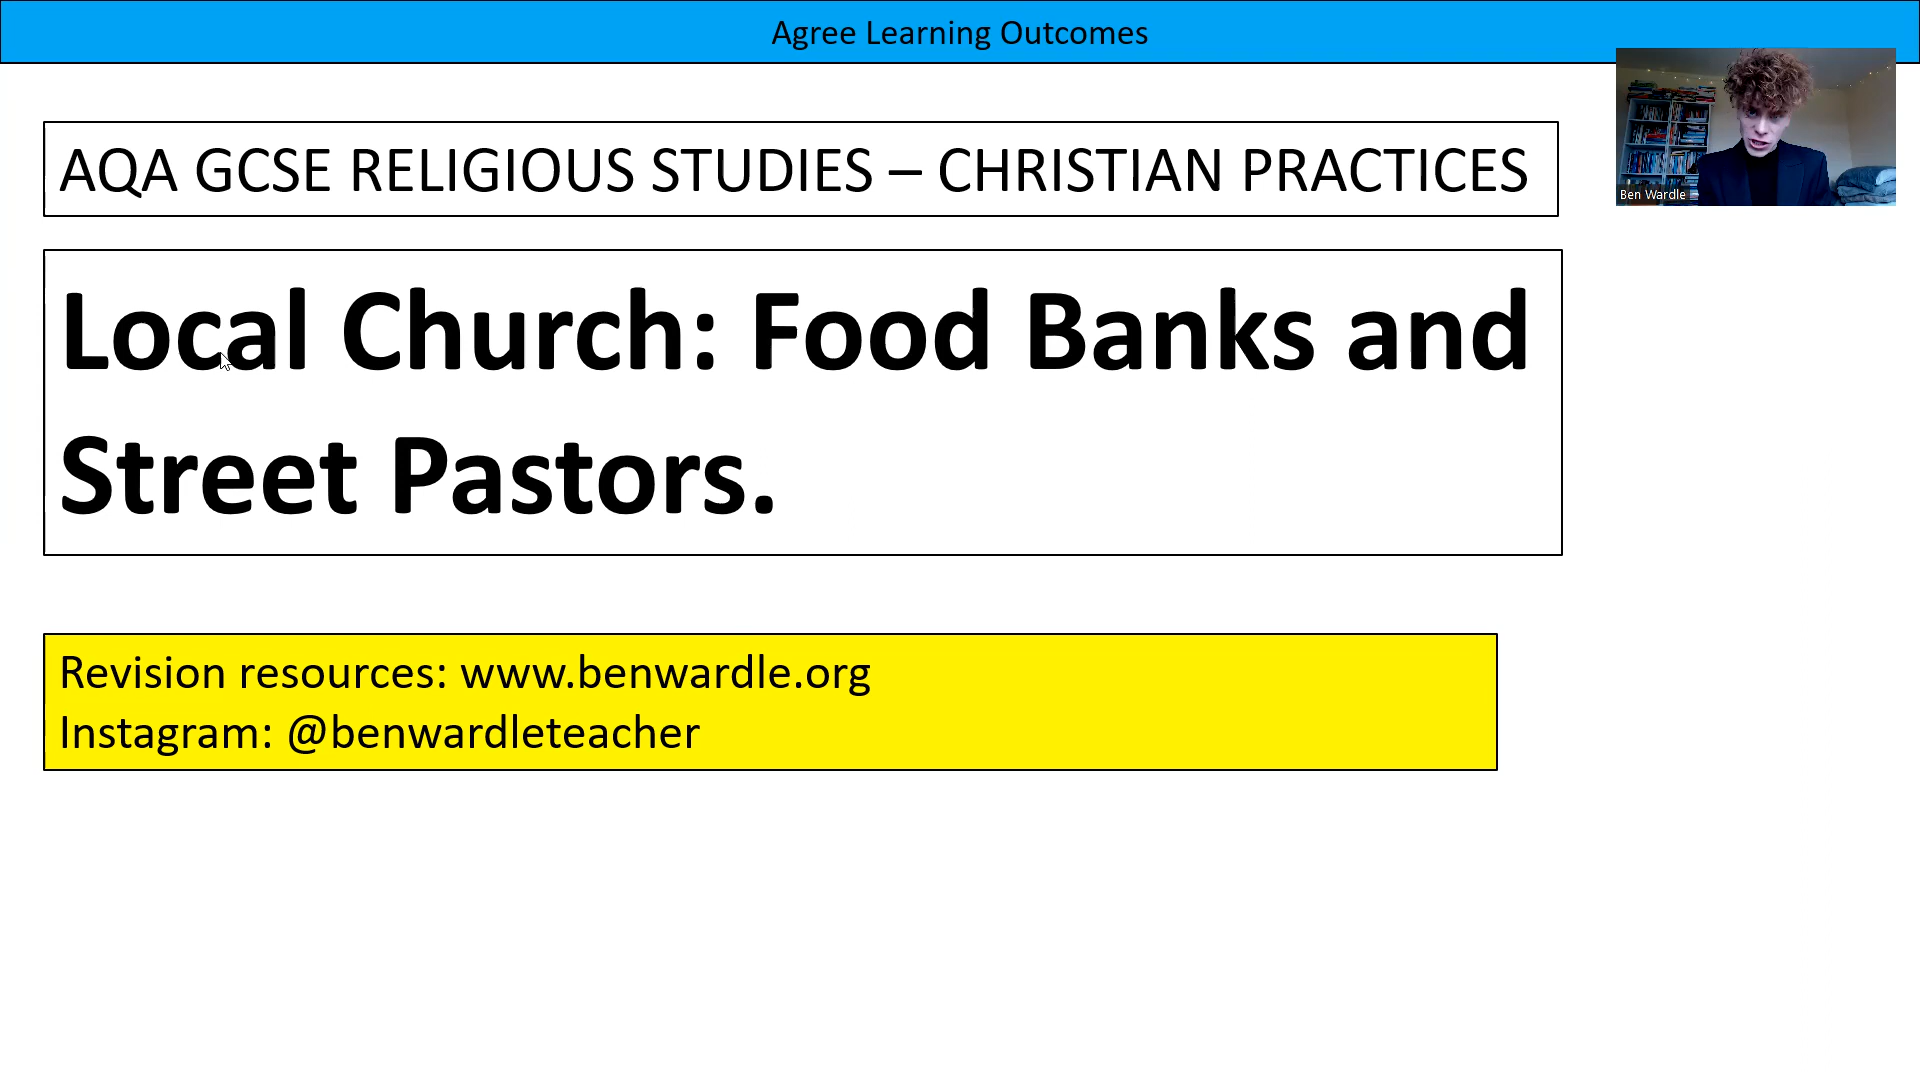 Agree Learning Outcomes
AQA GCSE RELIGIOUS STUDIES – CHRISTIAN PRACTICES
Ben Wardle
Local Church: Food Banks and
Street Pastors.
Revision resources: www.benwardle.org
Instagram: @benwardleteacher